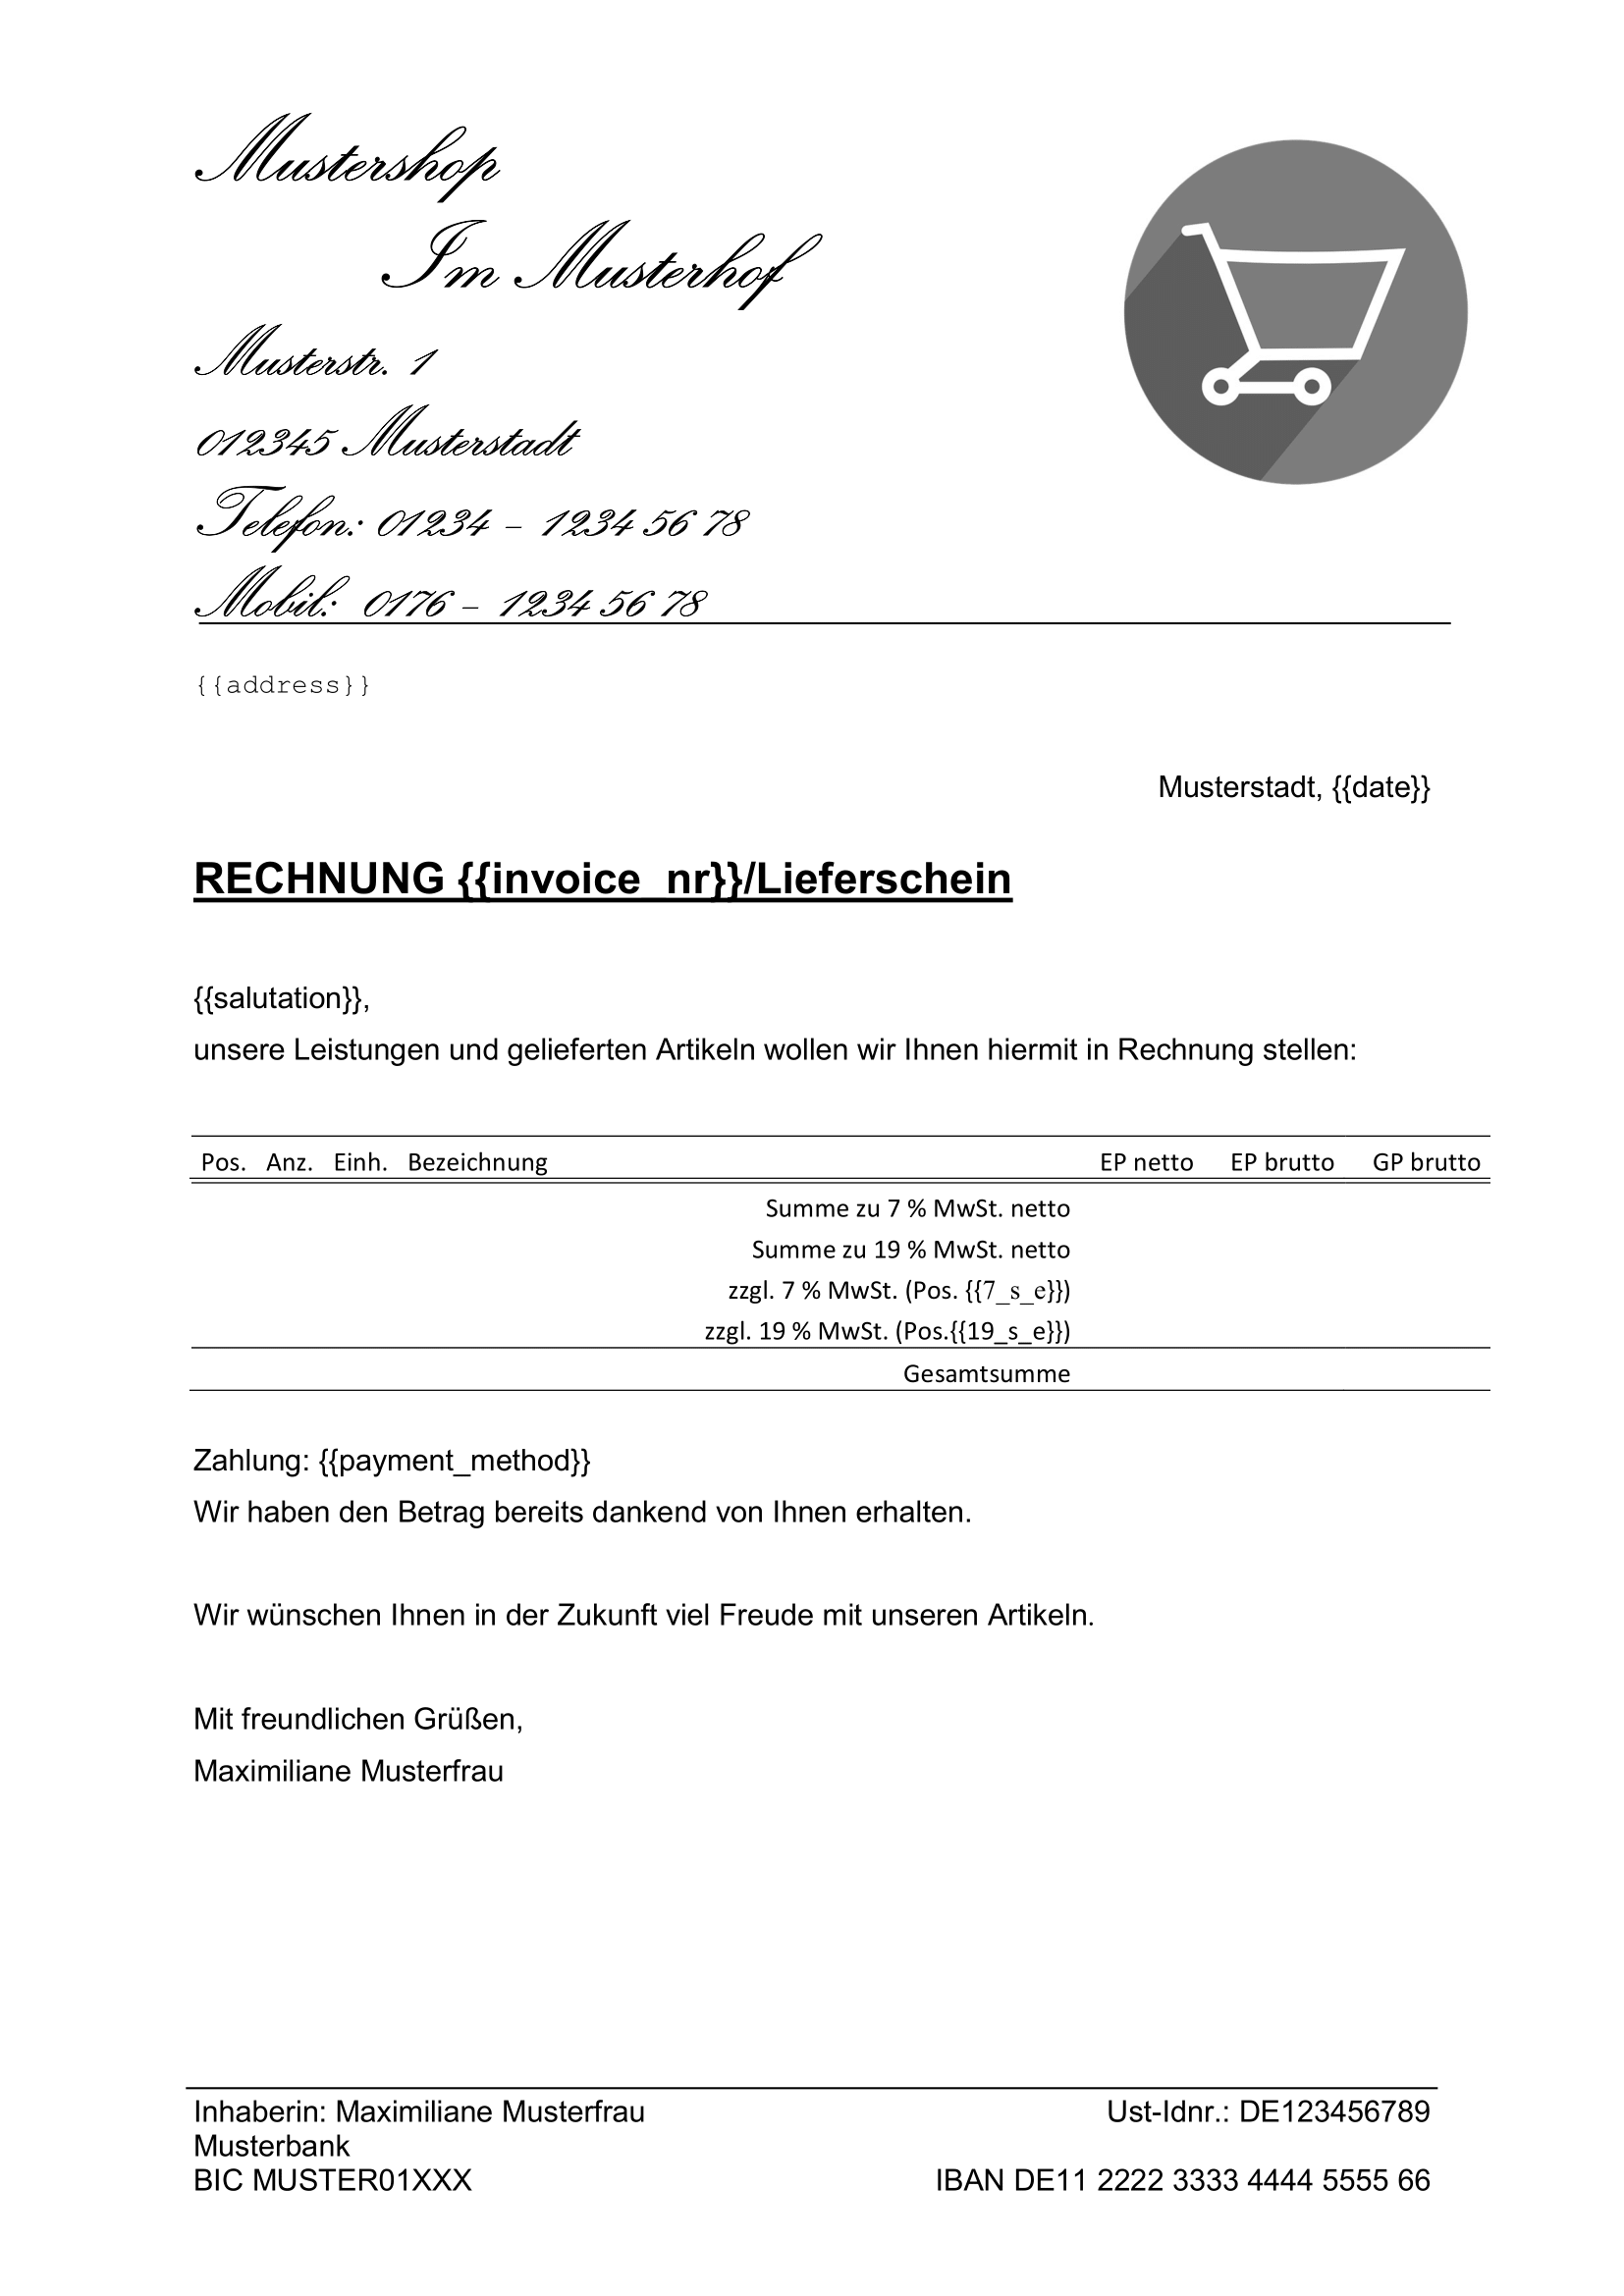 Mustershop
Im Musterhof
Musterstr. 1
012345 Musterstadt
Telefon: 01234 – 1234 56 78
Mobil: 0176 – 1234 56 78
{{address}}
Musterstadt, {{date}}
RECHNUNG {{invoice_nr}}/Lieferschein
{{salutation}},
unsere Leistungen und gelieferten Artikeln wollen wir Ihnen hiermit in Rechnung stellen:
Pos. Anz. Einh. Bezeichnung EP netto EP brutto GP brutto
Summe zu 7 % MwSt. netto
Summe zu 19 % MwSt. netto
zzgl. 7 % MwSt. (Pos. {{7_s_e}})
zzgl. 19 % MwSt. (Pos.{{19_s_e}})
Gesamtsumme
Zahlung: {{payment_method}}
Wir haben den Betrag bereits dankend von Ihnen erhalten.
Wir wünschen Ihnen in der Zukunft viel Freude mit unseren Artikeln.
Mit freundlichen Grüßen,
Maximiliane Musterfrau
Inhaberin: Maximiliane Musterfrau Ust-Idnr.: DE123456789
Musterbank
BIC MUSTER01XXX IBAN DE11 2222 3333 4444 5555 66